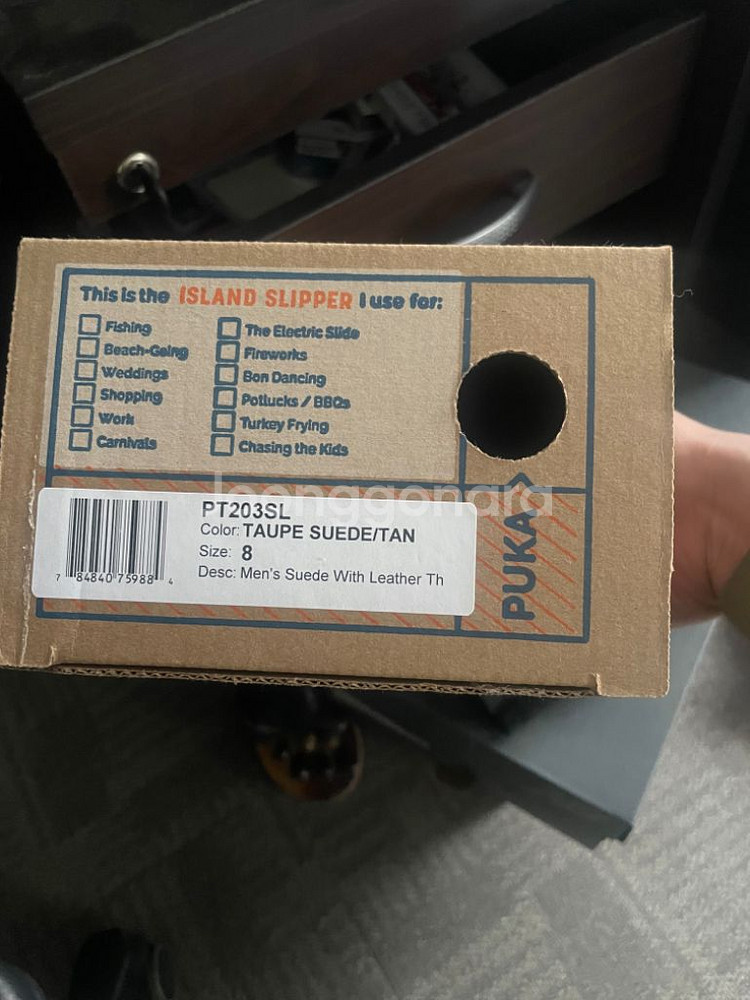 This is the ISLAND SLIPPER I use for:
Fishing
Beach-Going
Weddings
Shopping
Work
Carnivals
The Electric Slide
Fireworks
Bon Dancing
Potlucks / BBQs
Turkey Frying
Chasing the Kids
joonggonara
PT203SL
Color: TAUPE SUEDE/TAN
Size: 8
Desc: Men's Suede With Leather Th
7 84840 75988 4
PUKA